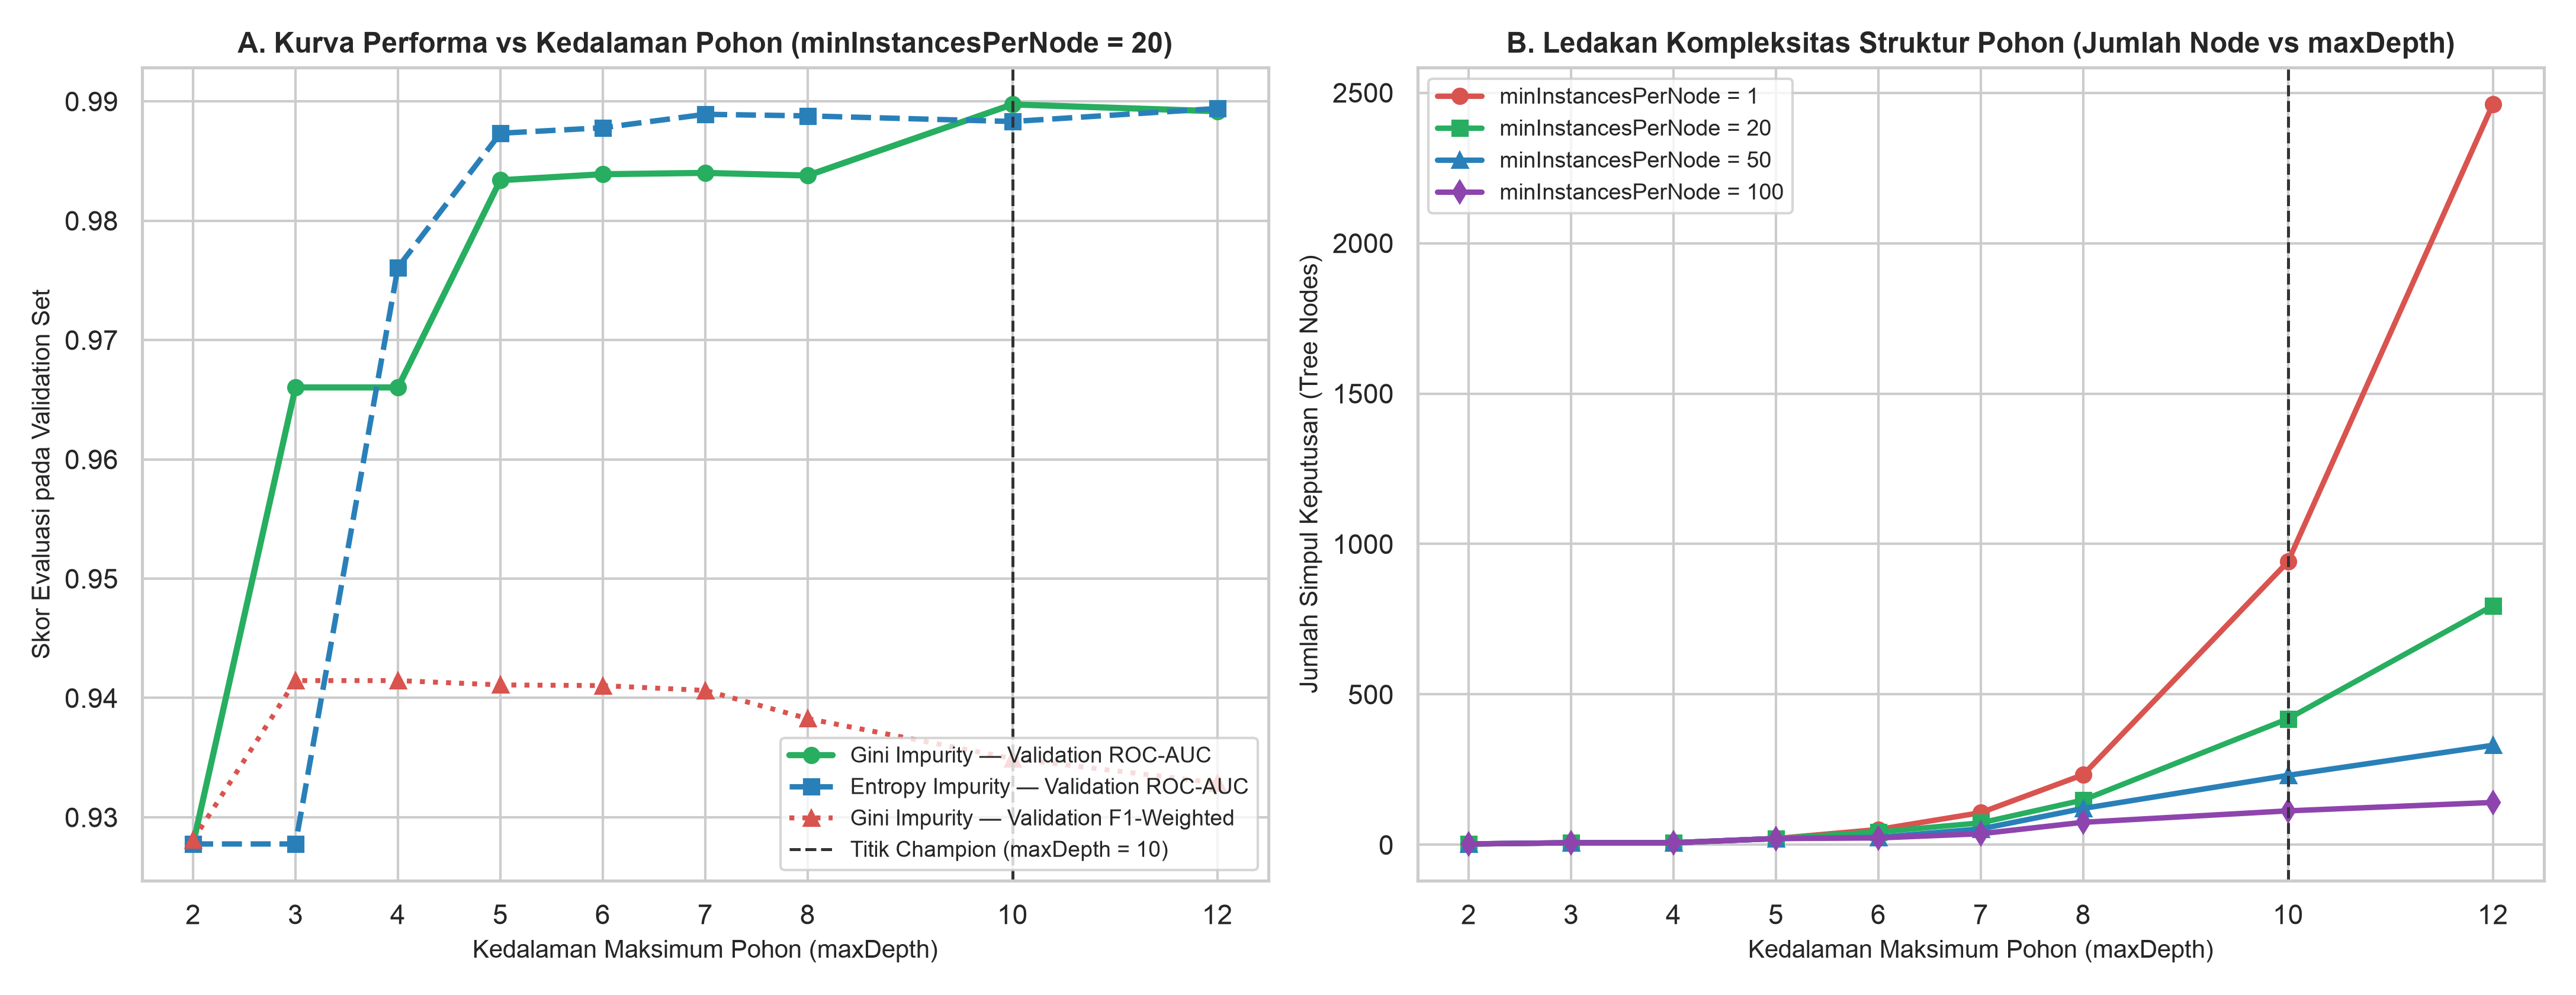 A. Kurva Performa vs Kedalaman Pohon (minInstancesPerNode = 20)
0.99
0.98
0.97
0.96
0.95
0.94
0.93
Skor Evaluasi pada Validation Set
Gini Impurity — Validation ROC-AUC
Entropy Impurity — Validation ROC-AUC
Gini Impurity — Validation F1-Weighted
Titik Champion (maxDepth = 10)
2 3 4 5 6 7 8 10 12
Kedalaman Maksimum Pohon (maxDepth)
B. Ledakan Kompleksitas Struktur Pohon (Jumlah Node vs maxDepth)
minInstancesPerNode = 1
minInstancesPerNode = 20
minInstancesPerNode = 50
minInstancesPerNode = 100
2500
2000
1500
1000
500
0
Jumlah Simpul Keputusan (Tree Nodes)
2 3 4 5 6 7 8 10 12
Kedalaman Maksimum Pohon (maxDepth)